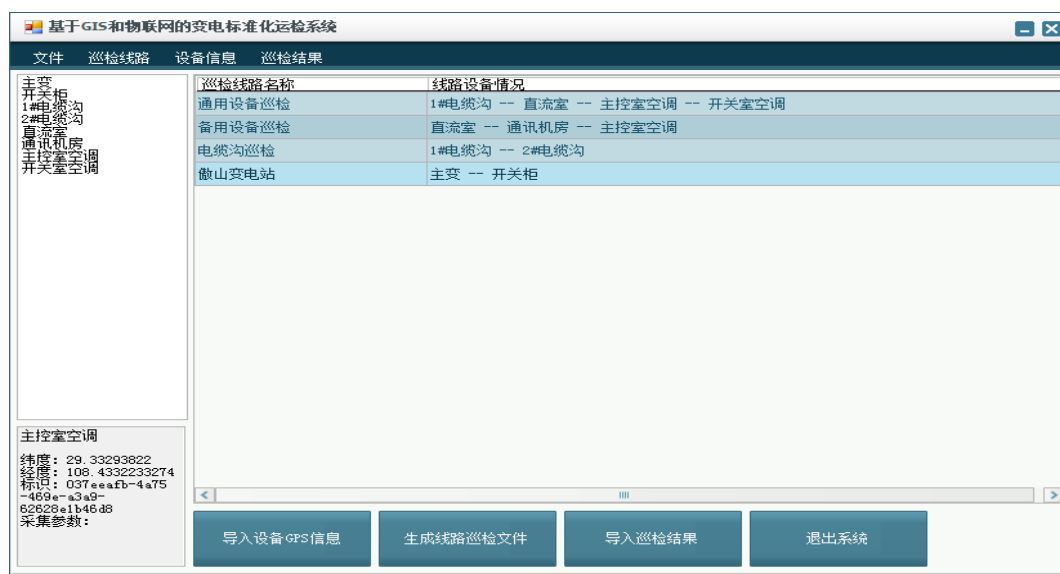 基于GIS和物联网的变电标准化运检系统
文件 巡检线路 设备信息 巡检结果
主变
开关柜
1#电缆沟
2#电缆沟
直流室
通讯机房
主控室空调
开关室空调
巡检线路名称 线路设备情况
通用设备巡检 1#电缆沟 -- 直流室 -- 主控室空调 -- 开关室空调
备用设备巡检 直流室 -- 通讯机房 -- 主控室空调
电缆沟巡检 1#电缆沟 -- 2#电缆沟
傲山变电站 主变 -- 开关柜
主控室空调
纬度: 29.33293822
经度: 108.4332233274
标识: 037eeafb-4a75
-469e-a3a9-
62628e1b46d8
采集参数:
导入设备GPS信息 生成线路巡检文件 导入巡检结果 退出系统